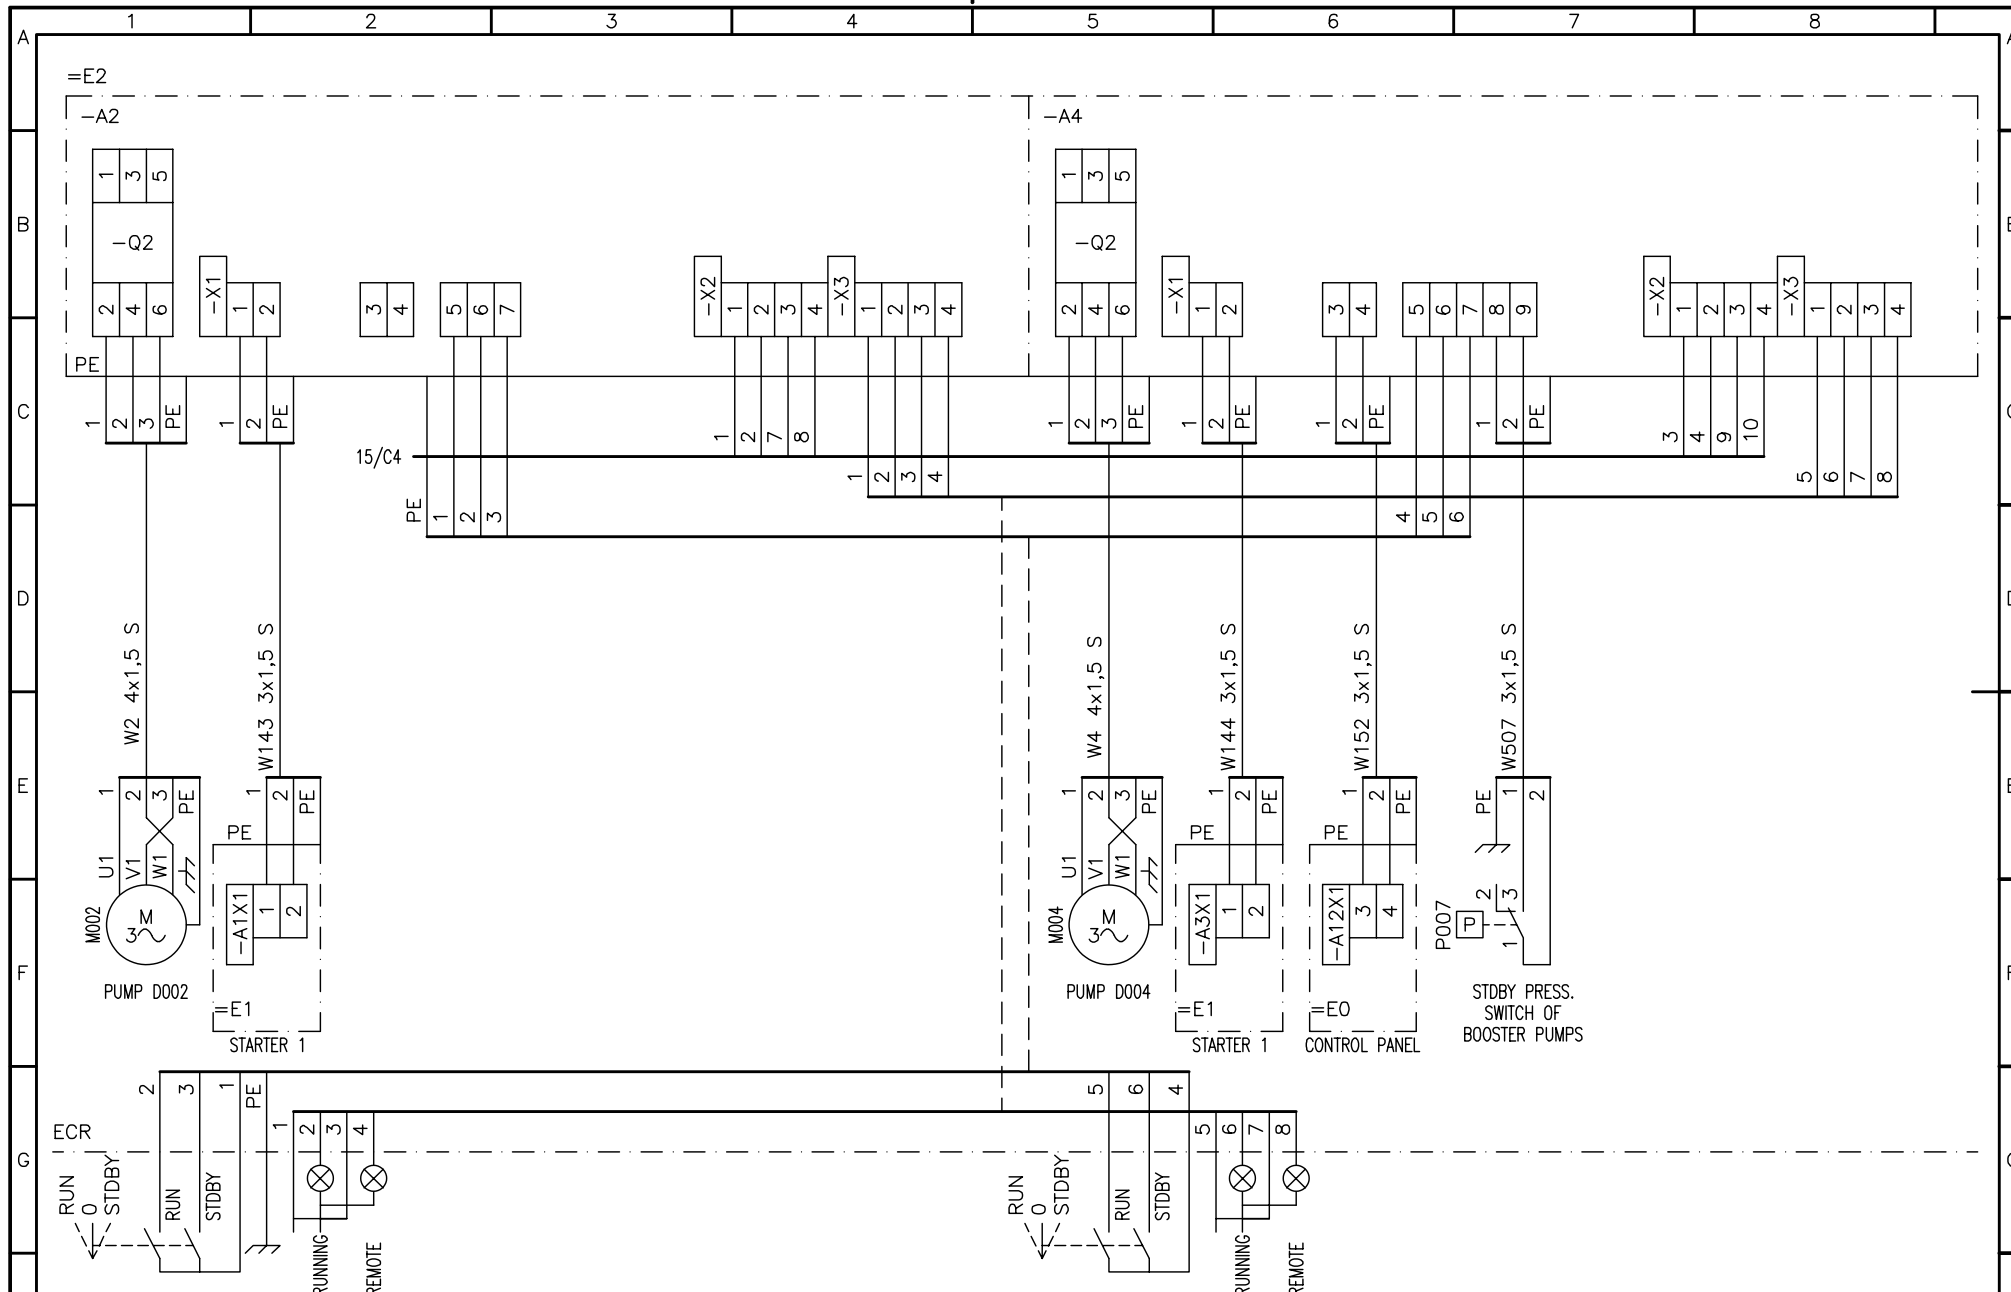 1 2 3 4 5 6 7 8
A
=E2
-A2 -A4
1 3 5
1 3 5
B
-Q2 -Q2
2 4 6 -X1 1 2 3 4 5 6 7 -X2 1 2 3 4 -X3 1 2 3 4
2 4 6 -X1 1 2 3 4 5 6 7 8 9 -X2 1 2 3 4 -X3 1 2 3 4
PE
C
1 2 3 PE 1 2 PE 1 2 7 8
1 2 3 PE 1 2 PE 1 2 PE 1 2 PE 3 4 9 10
15/C4
1 2 3 4 5 6 7 8
PE 1 2 3 4 5 6
D
W2 4x1,5 S
W143 3x1,5 S
W4 4x1,5 S
W144 3x1,5 S
W152 3x1,5 S
W507 3x1,5 S
E
1 2 3 PE 1 2 PE
1 2 3 PE 1 2 PE 1 2 PE PE 1 2
PE PE PE
U1 V1 W1
U1 V1 W1
M002 M 3 -A1X1 1 2
M004 M 3 -A3X1 1 2 -A12X1 3 4 P007 P 2 3 1
F
PUMP D002
=E1
STARTER 1
PUMP D004
=E1
STARTER 1
=E0
CONTROL PANEL
STDBY PRESS.
SWITCH OF
BOOSTER PUMPS
2 3 1 PE 5 6 4
1 2 3 4 5 6 7 8
ECR
G
RUN 0 STDBY RUN STDBY
RUN 0 STDBY RUN STDBY
RUNNING REMOTE
RUNNING REMOTE